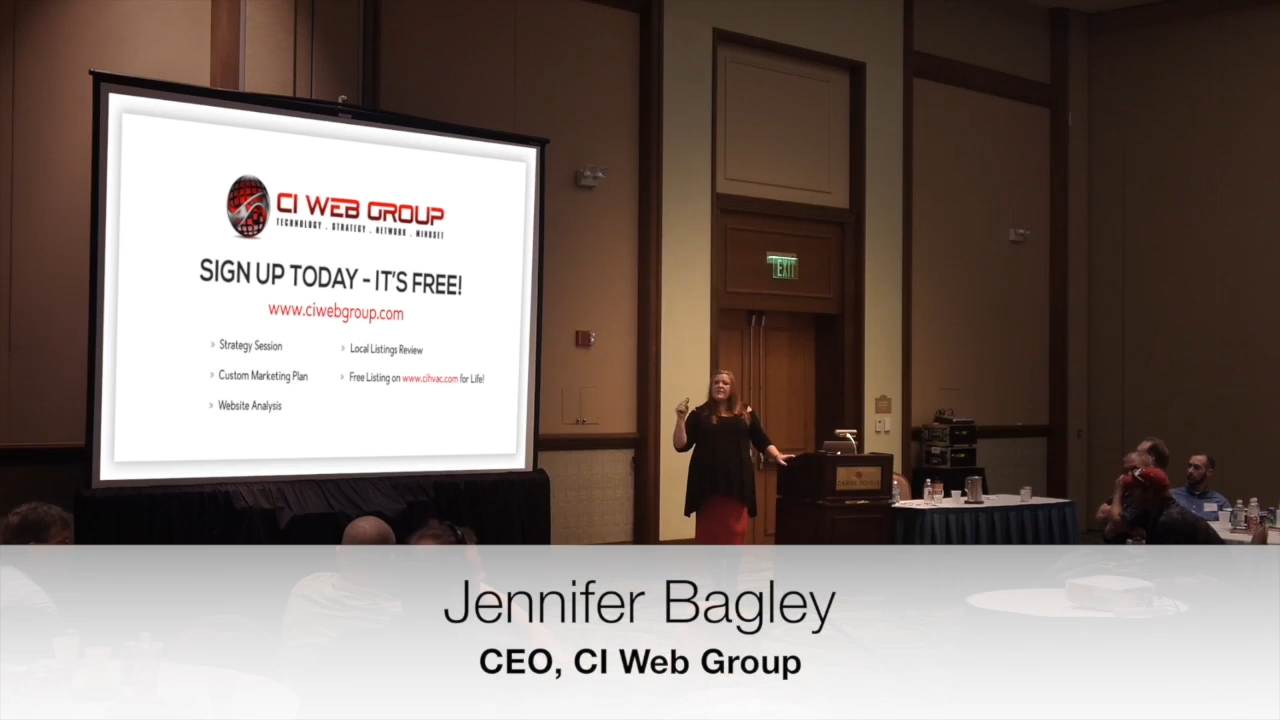 CI WEB GROUP
TECHNOLOGY . STRATEGY . NETWORK . MINDSET
SIGN UP TODAY - IT'S FREE!
www.ciwebgroup.com
» Strategy Session
» Local Listings Review
» Custom Marketing Plan
» Free Listing on www.cihvac.com for Life!
» Website Analysis
EXIT
Jennifer Bagley
CEO, CI Web Group